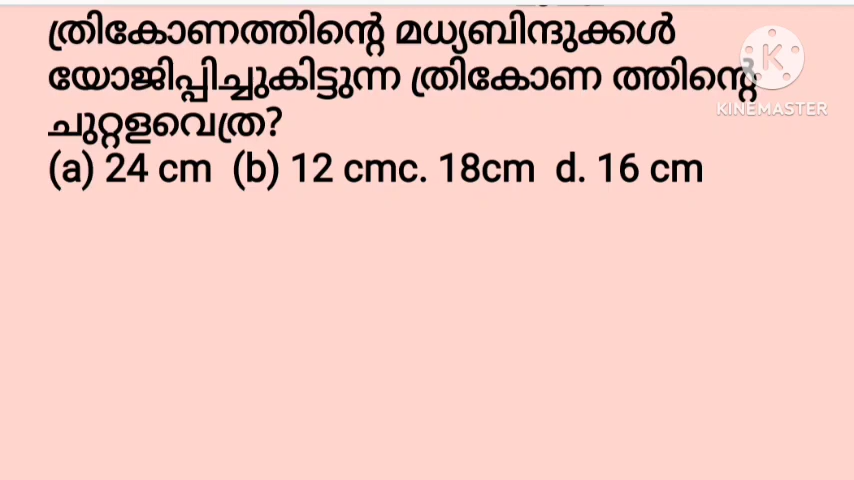 ത്രികോണത്തിന്റെ മധ്യബിന്ദുക്കൾ
യോജിപ്പിച്ചുകിട്ടുന്ന ത്രികോണ ത്തിന്റെ
ചുറ്റളവെത്ര?
(a) 24 cm (b) 12 cmc. 18cm d. 16 cm
KINEMASTER